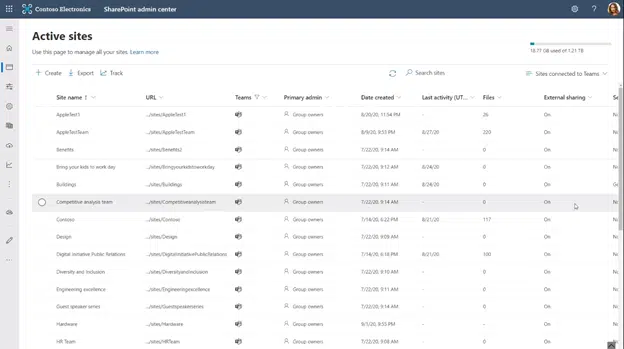 Contoso Electronics SharePoint admin center ?
Active sites
Use this page to manage all your sites. Learn more
18.77 GB used of 1.21 TB
+ Create Export Track Search sites Sites connected to Teams
Site name ↑ URL Teams Primary admin Date created Last activity (UT... Files External sharing Se
AppleTest1 .../sites/AppleTest1 Group owners 8/20/20, 11:54 PM - 26 On
AppleTestTeam .../sites/AppleTestTeam Group owners 8/9/20, 9:55 PM 8/27/20 220 On
Benefits .../sites/Benefits2 Group owners 7/22/20, 9:14 AM - 0 On
Bring your kids to work day .../sites/Bringyourkidstoworkday Group owners 7/22/20, 9:12 AM 8/24/20 0 On
Buildings .../sites/Buildings Group owners 7/22/20, 9:11 AM 8/24/20 0 On
Competitive analysis team .../sites/Competitiveanalysisteam Group owners 7/22/20, 9:14 AM - 0 On
Contoso .../sites/Contoso Group owners 7/14/20, 6:22 PM 8/21/20 117 On
Design .../sites/Design Group owners 7/22/20, 9:09 AM - 0 On
Digital Initiative Public Relations .../sites/DigitalInitiativePublicRelations Group owners 7/14/20, 6:18 PM 8/21/20 100 On
Diversity and Inclusion .../sites/DiversityandInclusion Group owners 7/22/20, 9:11 AM - 0 On
Engineering excellence .../sites/Engineeringexcellence Group owners 7/22/20, 9:11 AM - 0 On
Guest speaker series .../sites/Guestspeakerseries Group owners 7/22/20, 9:14 AM - 0 On
Hardware .../sites/Hardware Group owners 9/1/20, 9:55 PM - 0 On
HR Team .../sites/HRTeam Group owners 7/22/20, 9:08 AM - 0 On